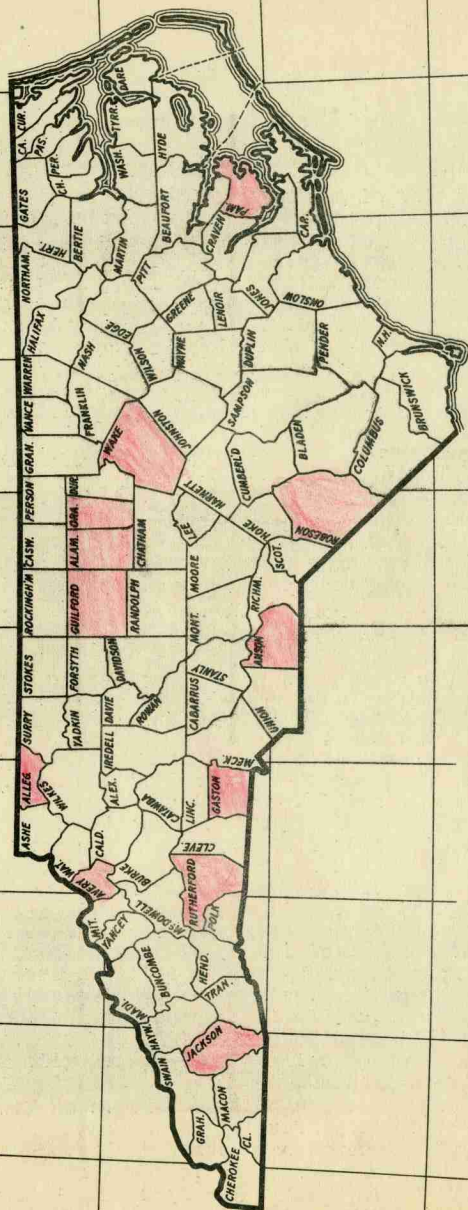 CHEROKEE
GRAH.
CL.
MACON
SWAIN
JACKSON
HAYW.
TRAN.
MADI.
BUNCOMBE
HEND.
POLK
YANCEY
MIT.
McDOWELL
RUTHERFORD
AVERY
BURKE
CLEVE.
WAT.
CALD.
ASHE
ALLEG.
WILKES
ALEX.
CATAWBA
LINC.
GASTON
SURRY
YADKIN
IREDELL
DAVIE
ROWAN
MECK.
CABARRUS
UNION
STANLY
STOKES
FORSYTH
DAVIDSON
ANSON
ROCKINGH'M
GUILFORD
RANDOLPH
MONT.
RICHM.
CASW.
ALAM.
CHATHAM
MOORE
SCOT.
HOKE
PERSON
ORA.
DUR.
LEE
HARNETT
ROBESON
GRAN.
WAKE
CUMBERL'D
BLADEN
COLUMBUS
VANCE
FRANKLIN
JOHNSTON
SAMPSON
BRUNSWICK
WARREN
NASH
WILSON
WAYNE
DUPLIN
PENDER
N.H.
HALIFAX
EDGE.
GREENE
LENOIR
JONES
ONSLOW
NORTHAM.
HERT.
BERTIE
MARTIN
PITT
CRAVEN
CAR.
GATES
CH.
PER.
PAS.
CA.
CUR.
WASH.
TYRR.
DARE
BEAUFORT
HYDE
PAM.